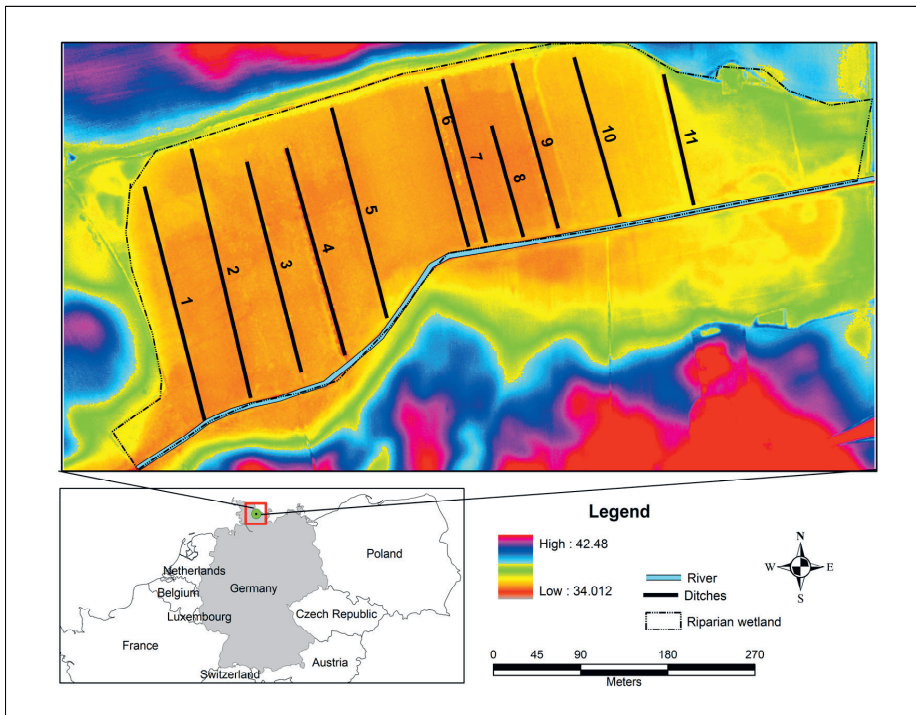 1
2
3
4
5
6
7
8
9
10
11
Netherlands
Belgium
Luxembourg
Germany
Poland
Czech Republic
France
Austria
Switzerland
Legend
High : 42.48
Low : 34.012
River
Ditches
Riparian wetland
N
W E
S
0 45 90 180 270
Meters